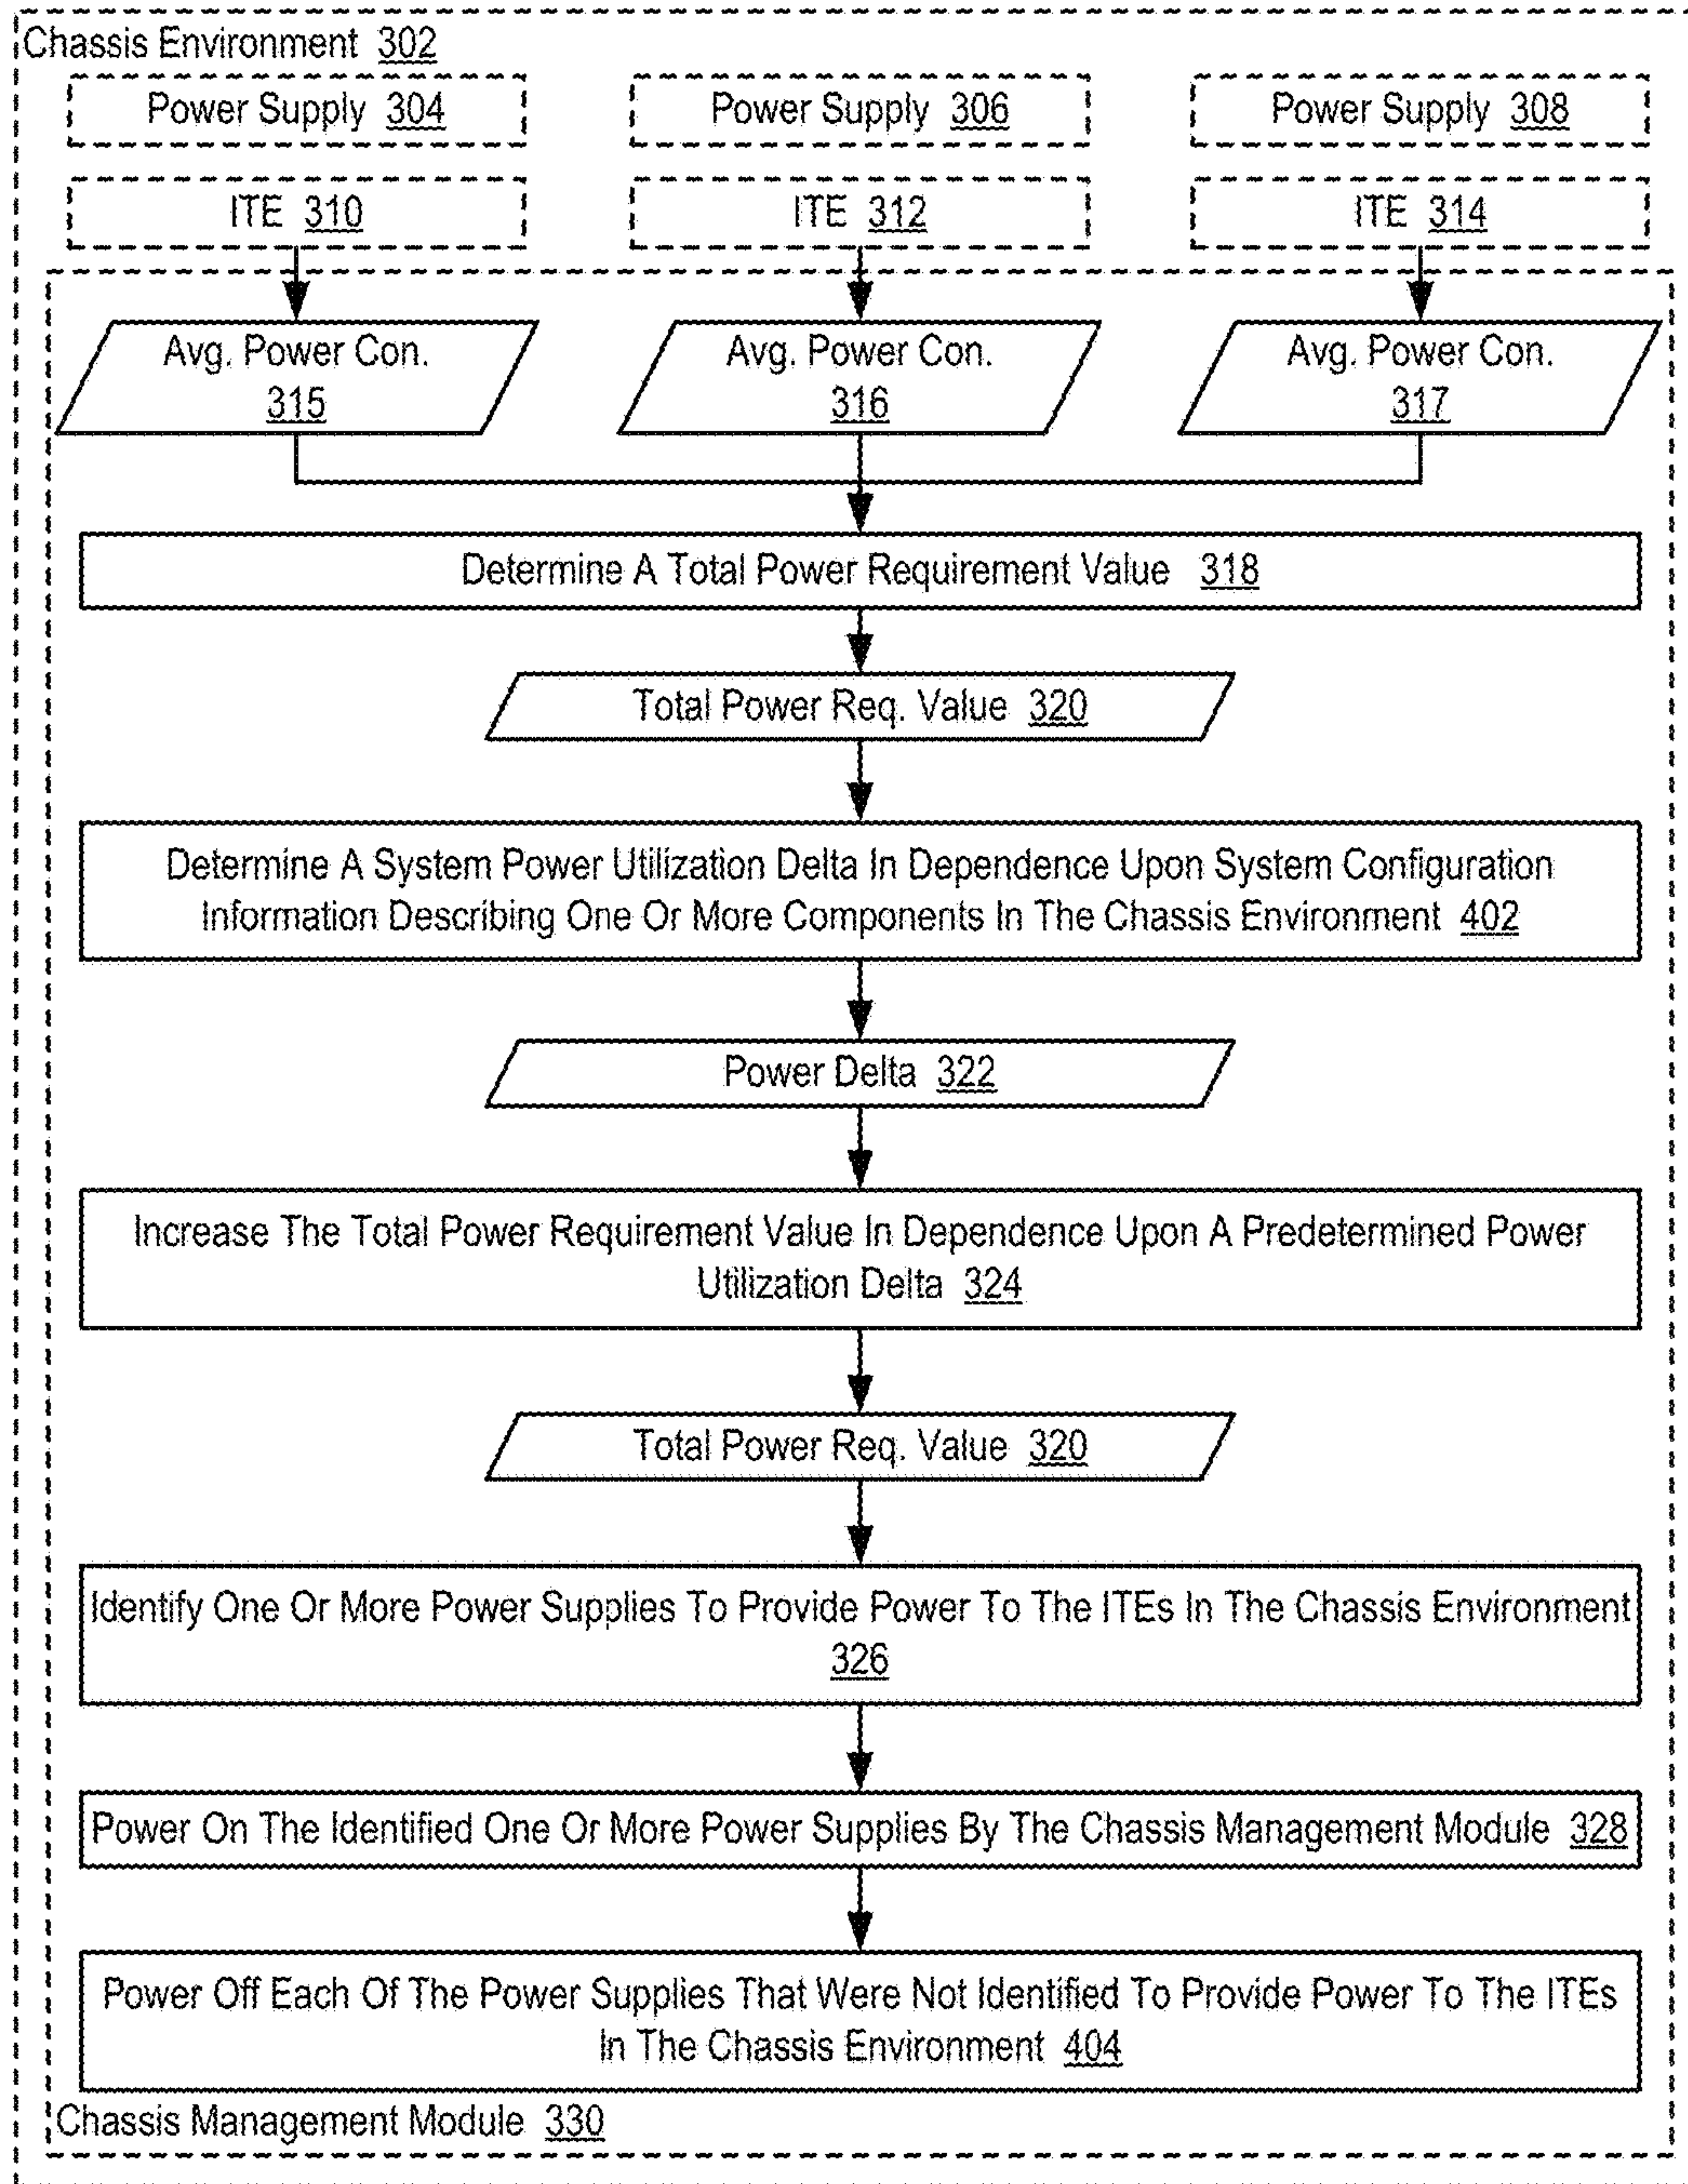 Chassis Environment 302
Power Supply 304
Power Supply 306
Power Supply 308
ITE 310
ITE 312
ITE 314
Avg. Power Con.
315
Avg. Power Con.
316
Avg. Power Con.
317
Determine A Total Power Requirement Value 318
Total Power Req. Value 320
Determine A System Power Utilization Delta In Dependence Upon System Configuration
Information Describing One Or More Components In The Chassis Environment 402
Power Delta 322
Increase The Total Power Requirement Value In Dependence Upon A Predetermined Power
Utilization Delta 324
Total Power Req. Value 320
Identify One Or More Power Supplies To Provide Power To The ITEs In The Chassis Environment
326
Power On The Identified One Or More Power Supplies By The Chassis Management Module 328
Power Off Each Of The Power Supplies That Were Not Identified To Provide Power To The ITEs
In The Chassis Environment 404
Chassis Management Module 330